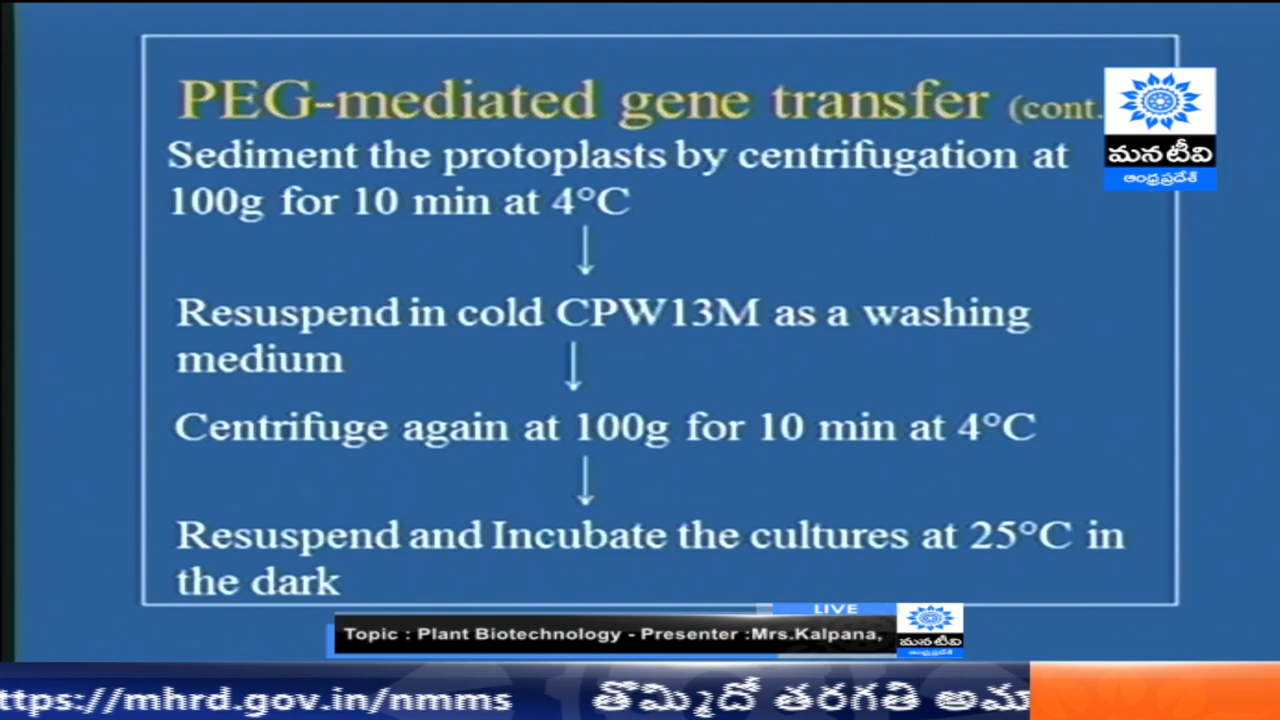 PEG-mediated gene transfer (cont.
Sediment the protoplasts by centrifugation at
100g for 10 min at 4°C
↓
Resuspend in cold CPW13M as a washing
medium
↓
Centrifuge again at 100g for 10 min at 4°C
↓
Resuspend and Incubate the cultures at 25°C in
the dark
మన టీవి
ఆంధ్రప్రదేశ్
LIVE
Topic : Plant Biotechnology - Presenter :Mrs.Kalpana,
మన టీవి
ఆంధ్రప్రదేశ్
ttps://mhrd.gov.in/nmms తొమ్మిదో తరగతి అమ